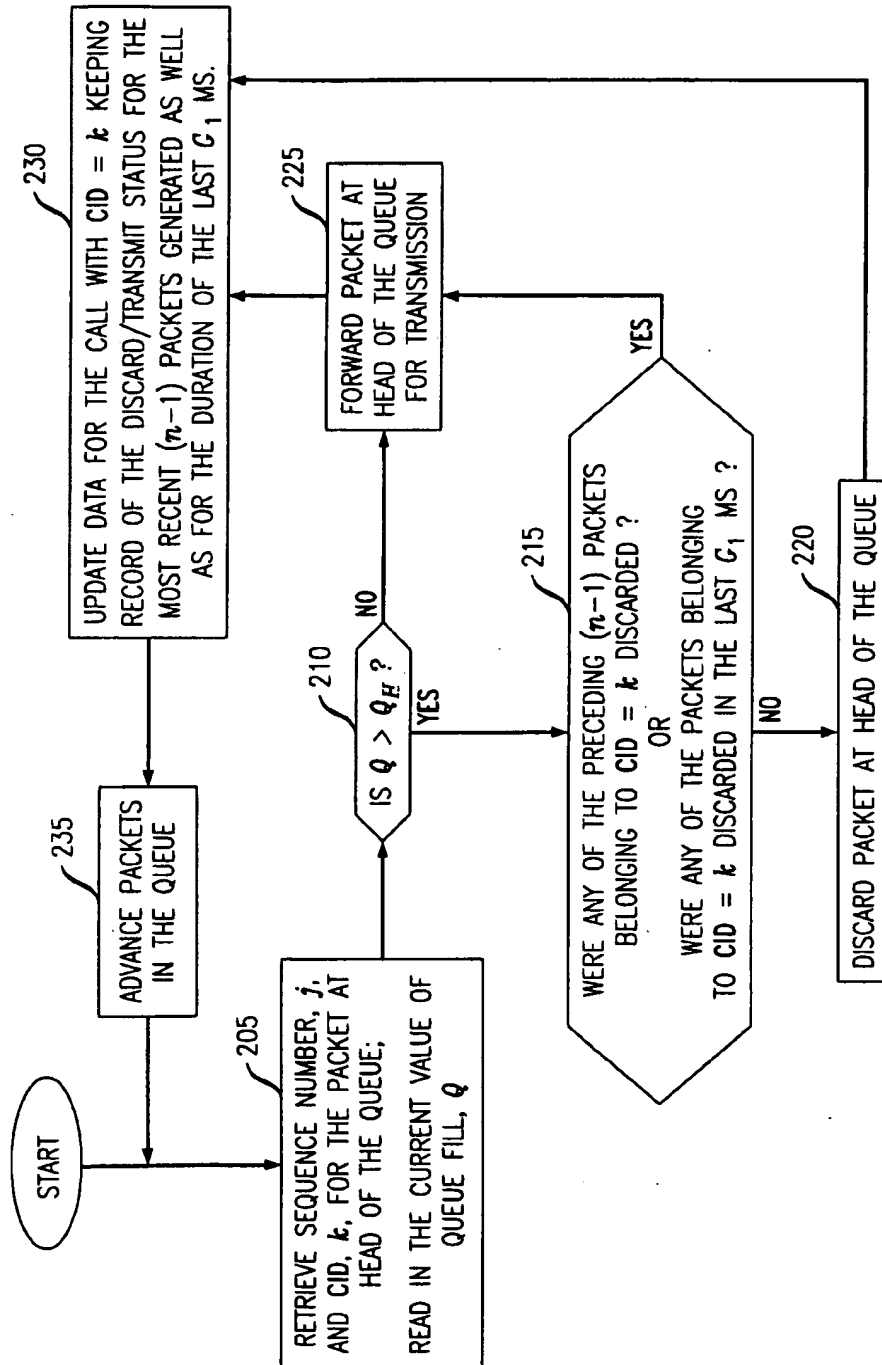 START
235
ADVANCE PACKETS
IN THE QUEUE
230
UPDATE DATA FOR THE CALL WITH CID = k KEEPING
RECORD OF THE DISCARD/TRANSMIT STATUS FOR THE
MOST RECENT (n-1) PACKETS GENERATED AS WELL
AS FOR THE DURATION OF THE LAST G₁ MS.
205
RETRIEVE SEQUENCE NUMBER, j,
AND CID, k, FOR THE PACKET AT
HEAD OF THE QUEUE;
READ IN THE CURRENT VALUE OF
QUEUE FILL, Q
210
IS Q > Q_H ?
NO
YES
225
FORWARD PACKET AT
HEAD OF THE QUEUE
FOR TRANSMISSION
215
WERE ANY OF THE PRECEDING (n-1) PACKETS
BELONGING TO CID = k DISCARDED ?
OR
WERE ANY OF THE PACKETS BELONGING
TO CID = k DISCARDED IN THE LAST G₁ MS ?
YES
NO
220
DISCARD PACKET AT HEAD OF THE QUEUE